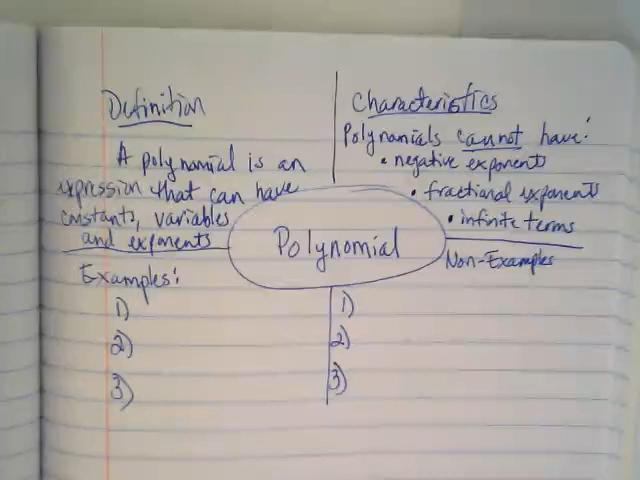 Definition
A polynomial is an
expression that can have
constants, variables
and exponents
Characteristics
Polynomials cannot have:
• negative exponents
• fractional exponents
• infinite terms
Polynomial
Examples:
1)
2)
3)
Non-Examples
1)
2)
3)